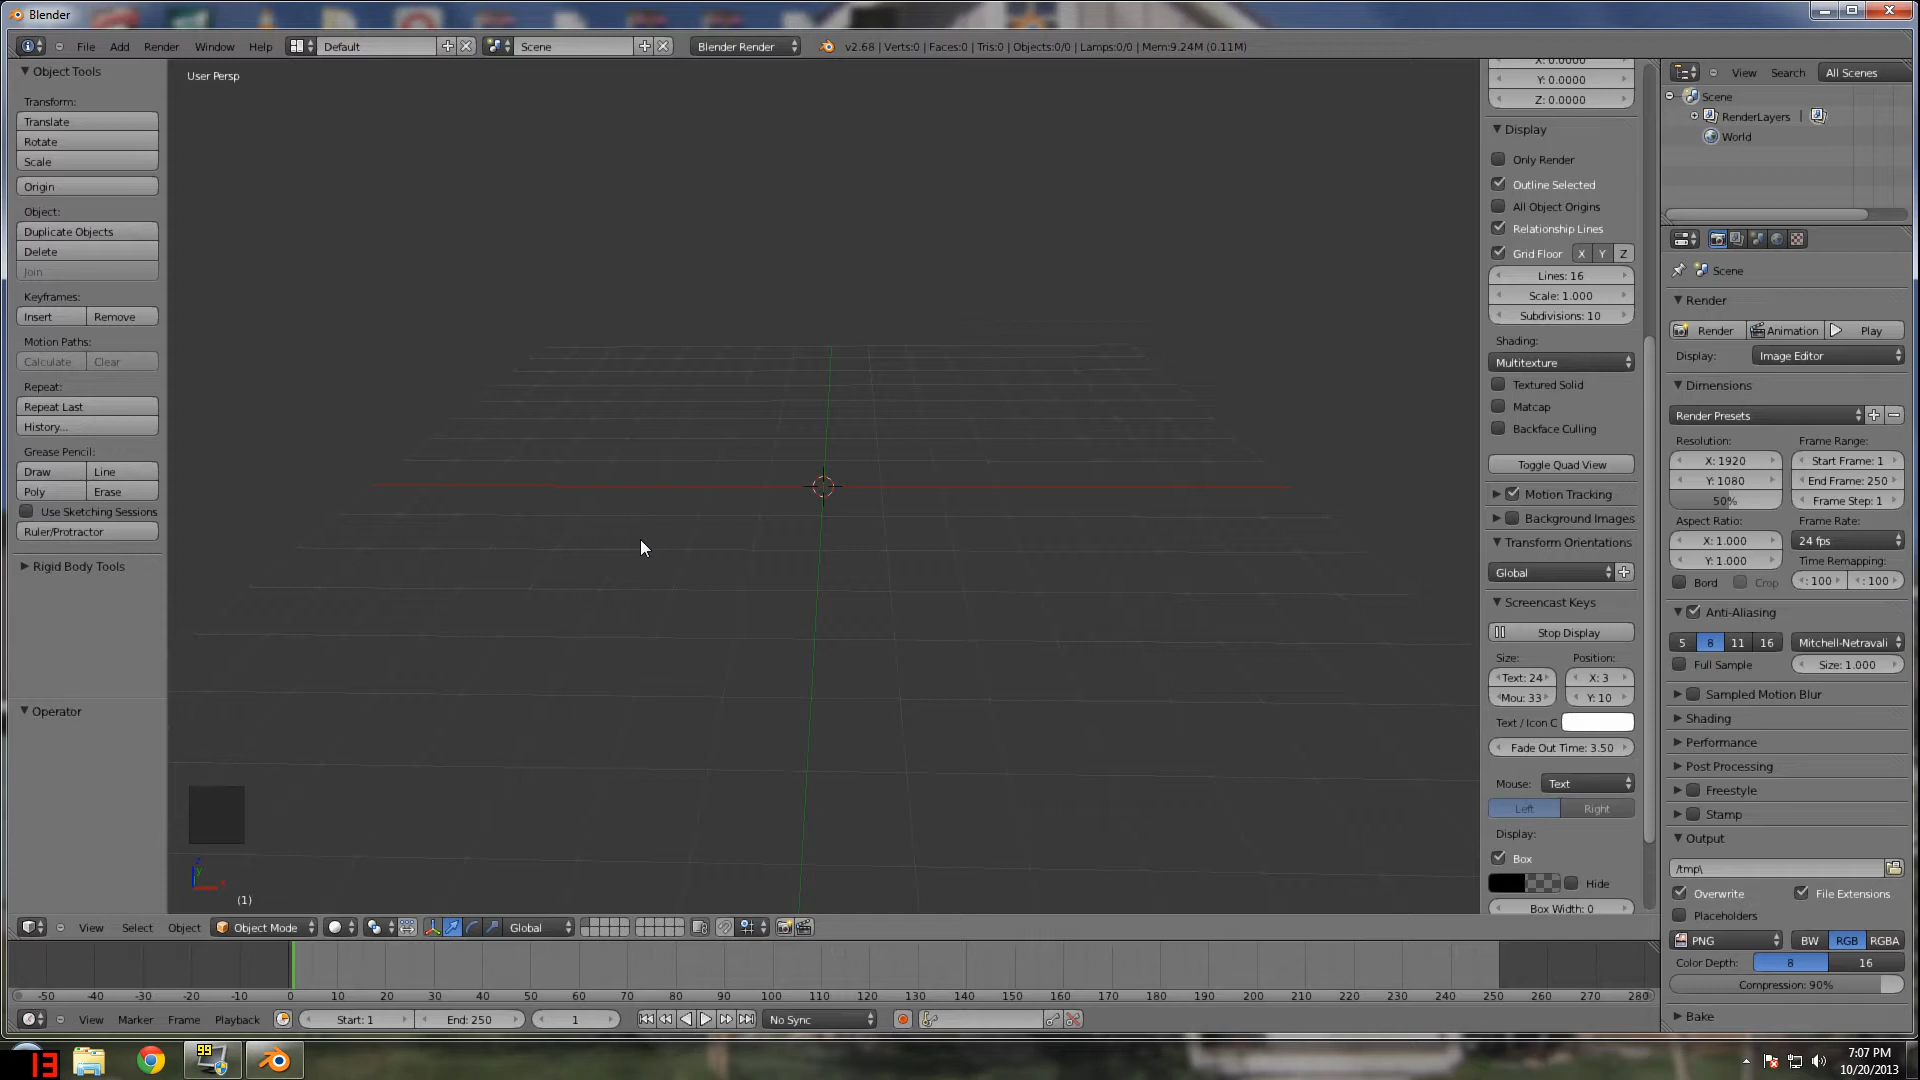 Blender
File Add Render Window Help Default Scene Blender Render v2.68 | Verts:0 | Faces:0 | Tris:0 | Objects:0/0 | Lamps:0/0 | Mem:9.24M (0.11M)
Object Tools
Transform:
Translate
Rotate
Scale
Origin
Object:
Duplicate Objects
Delete
Join
Keyframes:
Insert Remove
Motion Paths:
Calculate Clear
Repeat:
Repeat Last
History...
Grease Pencil:
Draw Line
Poly Erase
Use Sketching Sessions
Ruler/Protractor
Rigid Body Tools
Operator
User Persp
z
y
x
(1)
X: 0.0000
Y: 0.0000
Z: 0.0000
Display
Only Render
Outline Selected
All Object Origins
Relationship Lines
Grid Floor X Y Z
Lines: 16
Scale: 1.000
Subdivisions: 10
Shading:
Multitexture
Textured Solid
Matcap
Backface Culling
Toggle Quad View
Motion Tracking
Background Images
Transform Orientations
Global
Screencast Keys
Stop Display
Size: Position:
Text: 24 X: 3
Mou: 33 Y: 10
Text / Icon C
Fade Out Time: 3.50
Mouse: Text
Left Right
Display:
Box
Hide
Box Width: 0
View Search All Scenes
Scene
RenderLayers
World
Scene
Render
Render Animation Play
Display: Image Editor
Dimensions
Render Presets
Resolution: Frame Range:
X: 1920 Start Frame: 1
Y: 1080 End Frame: 250
50% Frame Step: 1
Aspect Ratio: Frame Rate:
X: 1.000 24 fps
Y: 1.000 Time Remapping:
Bord Crop : 100 : 100
Anti-Aliasing
5 8 11 16 Mitchell-Netravali
Full Sample Size: 1.000
Sampled Motion Blur
Shading
Performance
Post Processing
Freestyle
Stamp
Output
/tmp\
Overwrite File Extensions
Placeholders
PNG BW RGB RGBA
Color Depth: 8 16
Compression: 90%
Bake
View Select Object Object Mode Global
-50 -40 -30 -20 -10 0 10 20 30 40 50 60 70 80 90 100 110 120 130 140 150 160 170 180 190 200 210 220 230 240 250 260 270 280
View Marker Frame Playback Start: 1 End: 250 1 No Sync
13 99 7:07 PM
10/20/2013